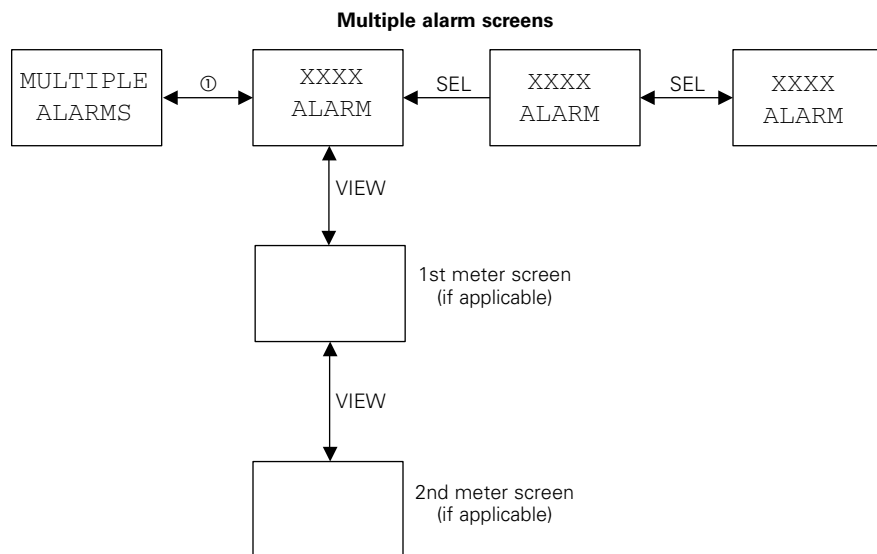 Multiple alarm screens
MULTIPLE
ALARMS
①
XXXX
ALARM
SEL
XXXX
ALARM
SEL
XXXX
ALARM
VIEW
1st meter screen
(if applicable)
VIEW
2nd meter screen
(if applicable)